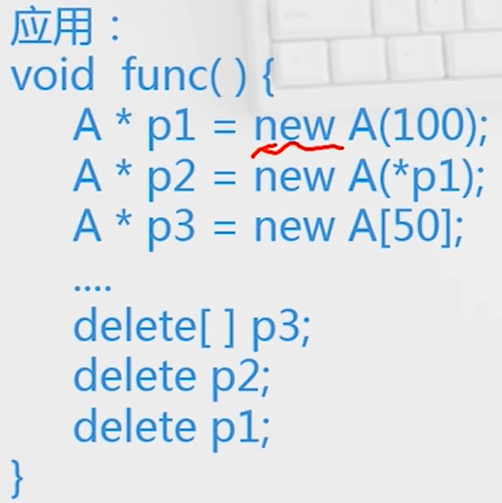 应用：
void func( ) {
A * p1 = new A(100);
A * p2 = new A(*p1);
A * p3 = new A[50];
....
delete[ ] p3;
delete p2;
delete p1;
}